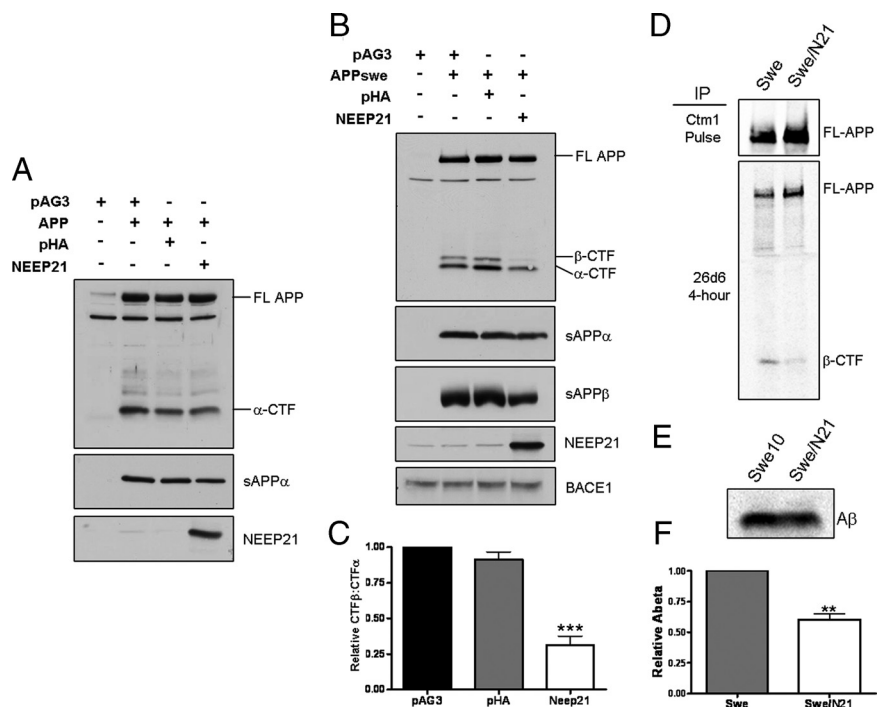 A
pAG3 + + - -
APP - + + +
pHA - - + -
NEEP21 - - - +
FL APP
α-CTF
sAPPα
NEEP21
B
pAG3 + + - -
APPswe - + + +
pHA - - + -
NEEP21 - - - +
FL APP
β-CTF
α-CTF
sAPPα
sAPPβ
NEEP21
BACE1
C
Relative CTFβ:CTFα
1.00
0.75
0.50
0.25
0.00
***
pAG3 pHA Neep21
D
Swe Swe/N21
IP
Ctm1
Pulse
FL-APP
FL-APP
26d6
4-hour
β-CTF
E
Swe10 Swe/N21
Aβ
F
Relative Abeta
1.00
0.75
0.50
0.25
0.00
**
Swe Swe/N21